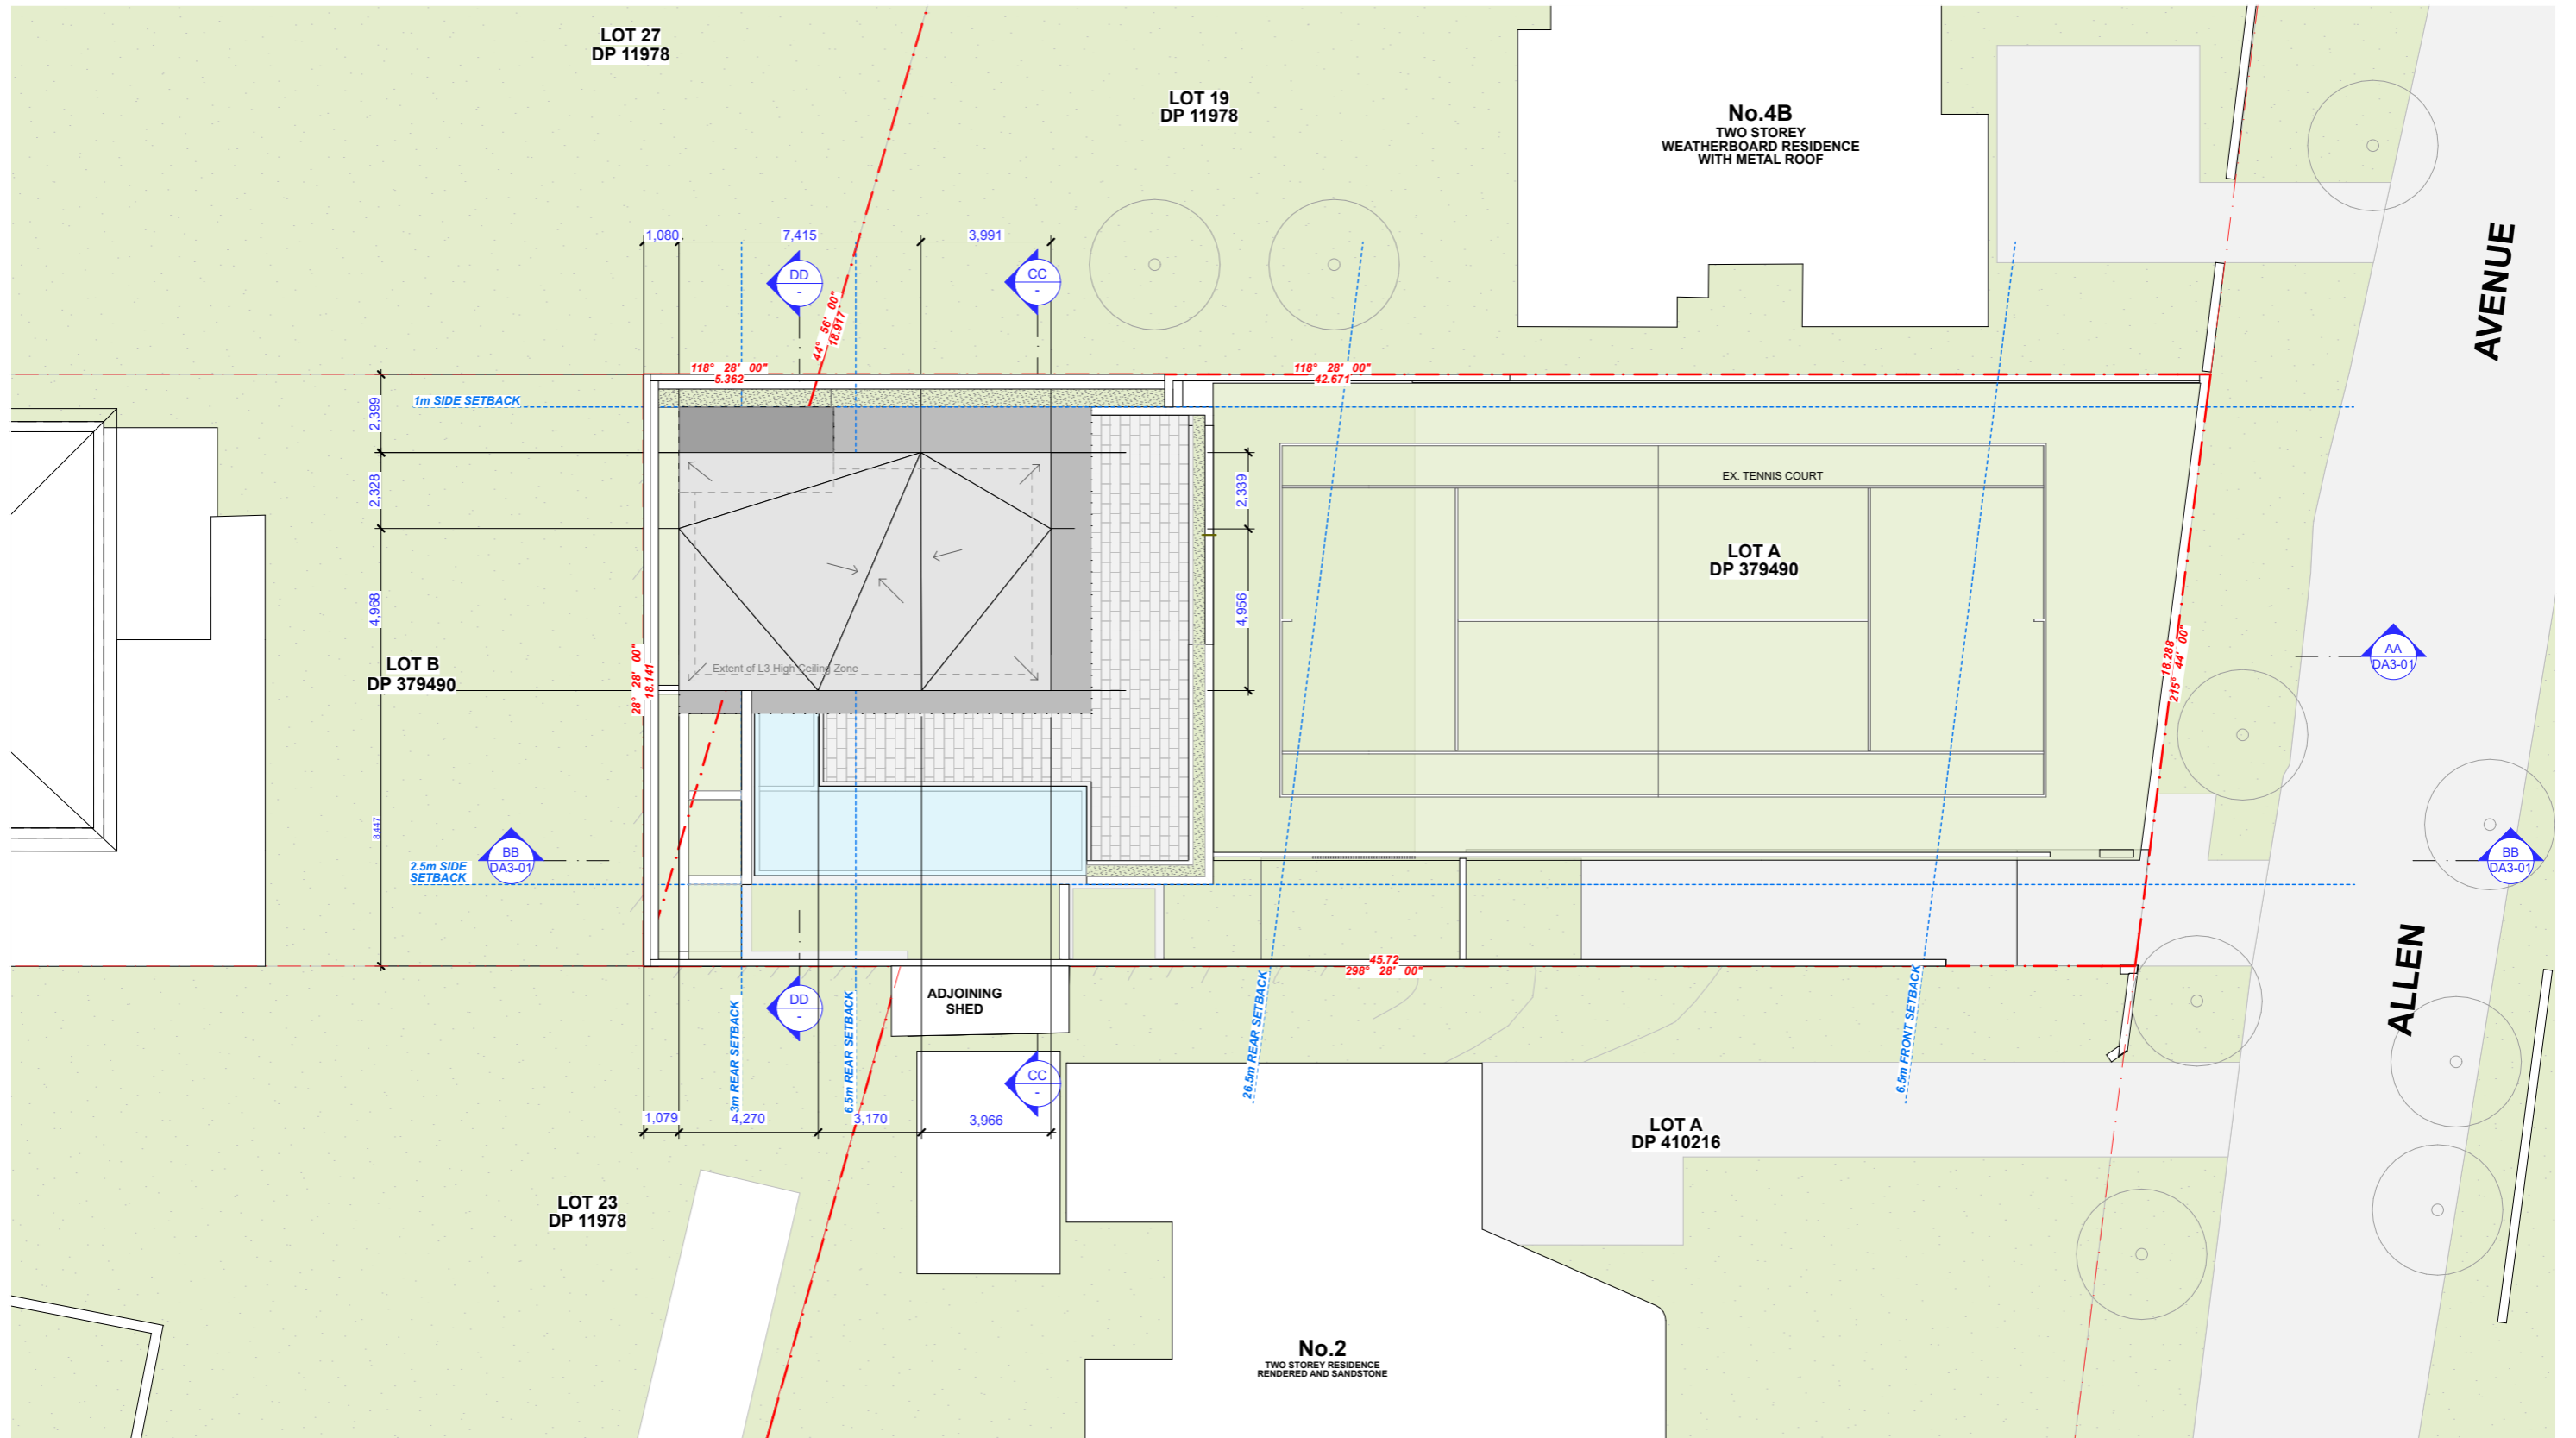 LOT 27
DP 11978
LOT 19
DP 11978
No.4B
TWO STOREY
WEATHERBOARD RESIDENCE
WITH METAL ROOF
AVENUE
1,080
7,415
3,991
DD
-
CC
-
44° 56' 00"
18.917
118° 28' 00"
5.362
118° 28' 00"
42.671
1m SIDE SETBACK
2,399
2,328
4,968
8,447
2,339
4,956
EX. TENNIS COURT
LOT A
DP 379490
LOT B
DP 379490
28° 28' 00"
18.141
Extent of L3 High Ceiling Zone
18.288
215° 44' 00"
AA
DA3-01
BB
DA3-01
2.5m SIDE
SETBACK
BB
DA3-01
ALLEN
45.72
298° 28' 00"
ADJOINING
SHED
DD
-
CC
-
3m REAR SETBACK
6.5m REAR SETBACK
26.5m REAR SETBACK
6.5m FRONT SETBACK
1,079
4,270
3,170
3,966
LOT A
DP 410216
LOT 23
DP 11978
No.2
TWO STOREY RESIDENCE
RENDERED AND SANDSTONE